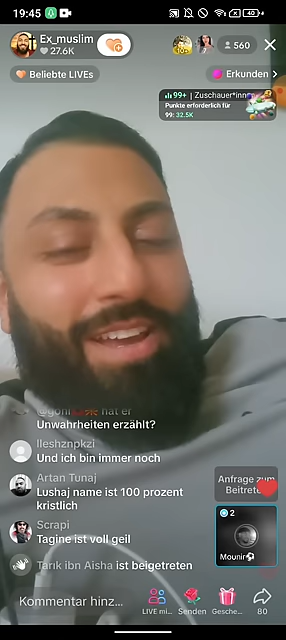 19:45
40
Ex_muslim
27.6K
560
Beliebte LIVEs
Erkunden
99+ | Zuschauer*innen
Punkte erforderlich für
99: 32.5K
hat er
Unwahrheiten erzählt?
Ileshznpkzi
Und ich bin immer noch
Artan Tunaj
Lushaj name ist 100 prozent
kristlich
Scrapi
Tagine ist voll geil
Tarik ibn Aisha ist beigetreten
Anfrage zum
Beitreten
2
Mounir
Kommentar hinz...
LIVE mi...
Senden
Gesche...
80